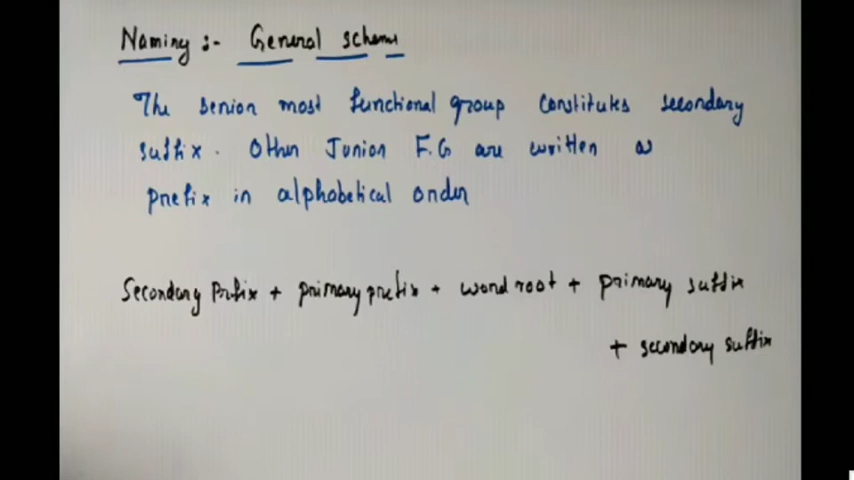 Naming :- General scheme
The senior most functional group constitutes secondary
suffix. Other Junior F.G are written as
prefix in alphabetical order
Secondary Prefix + primary prefix + word root + primary suffix
+ secondary suffix